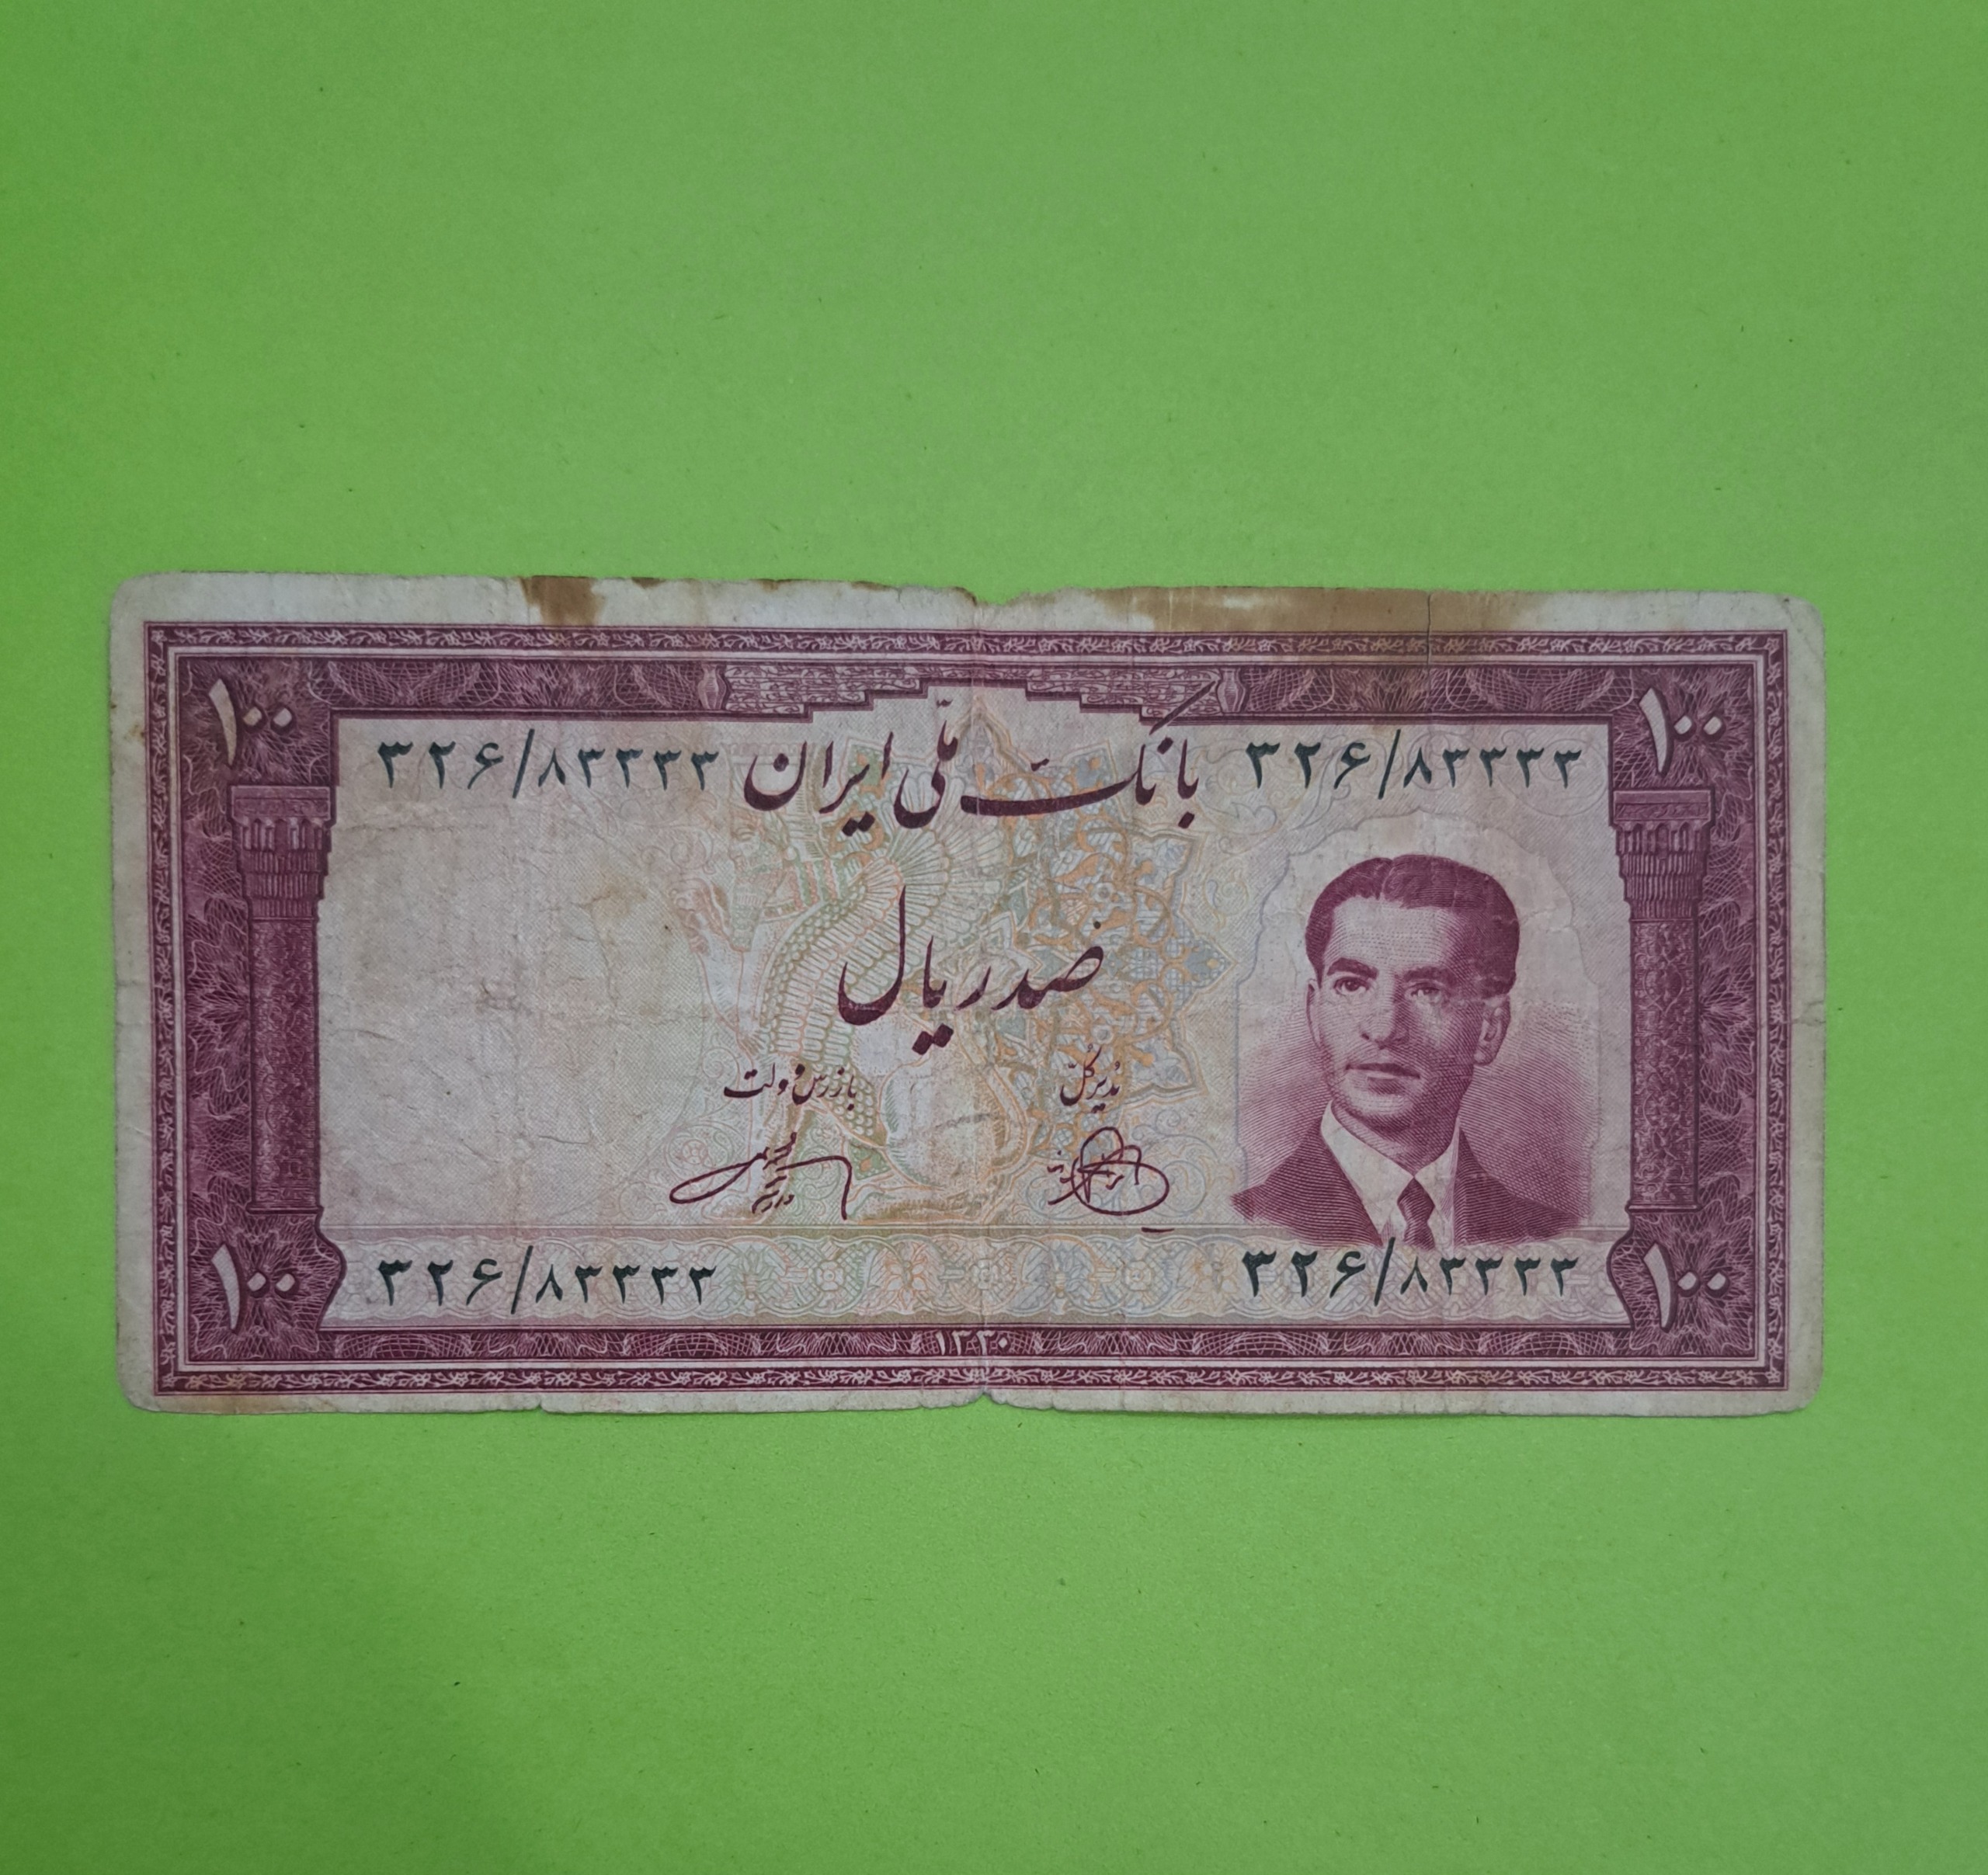 ۱۰۰ ۱۰۰
۳۲۶/۸۳۳۳۳ بانک ملّی ایران ۳۲۶/۸۳۳۳۳
صد ریال
مدیر کلّ بازرس دولت
۳۲۶/۸۳۳۳۳ ۳۲۶/۸۳۳۳۳
۱۰۰ ۱۰۰
۱۳۳۰